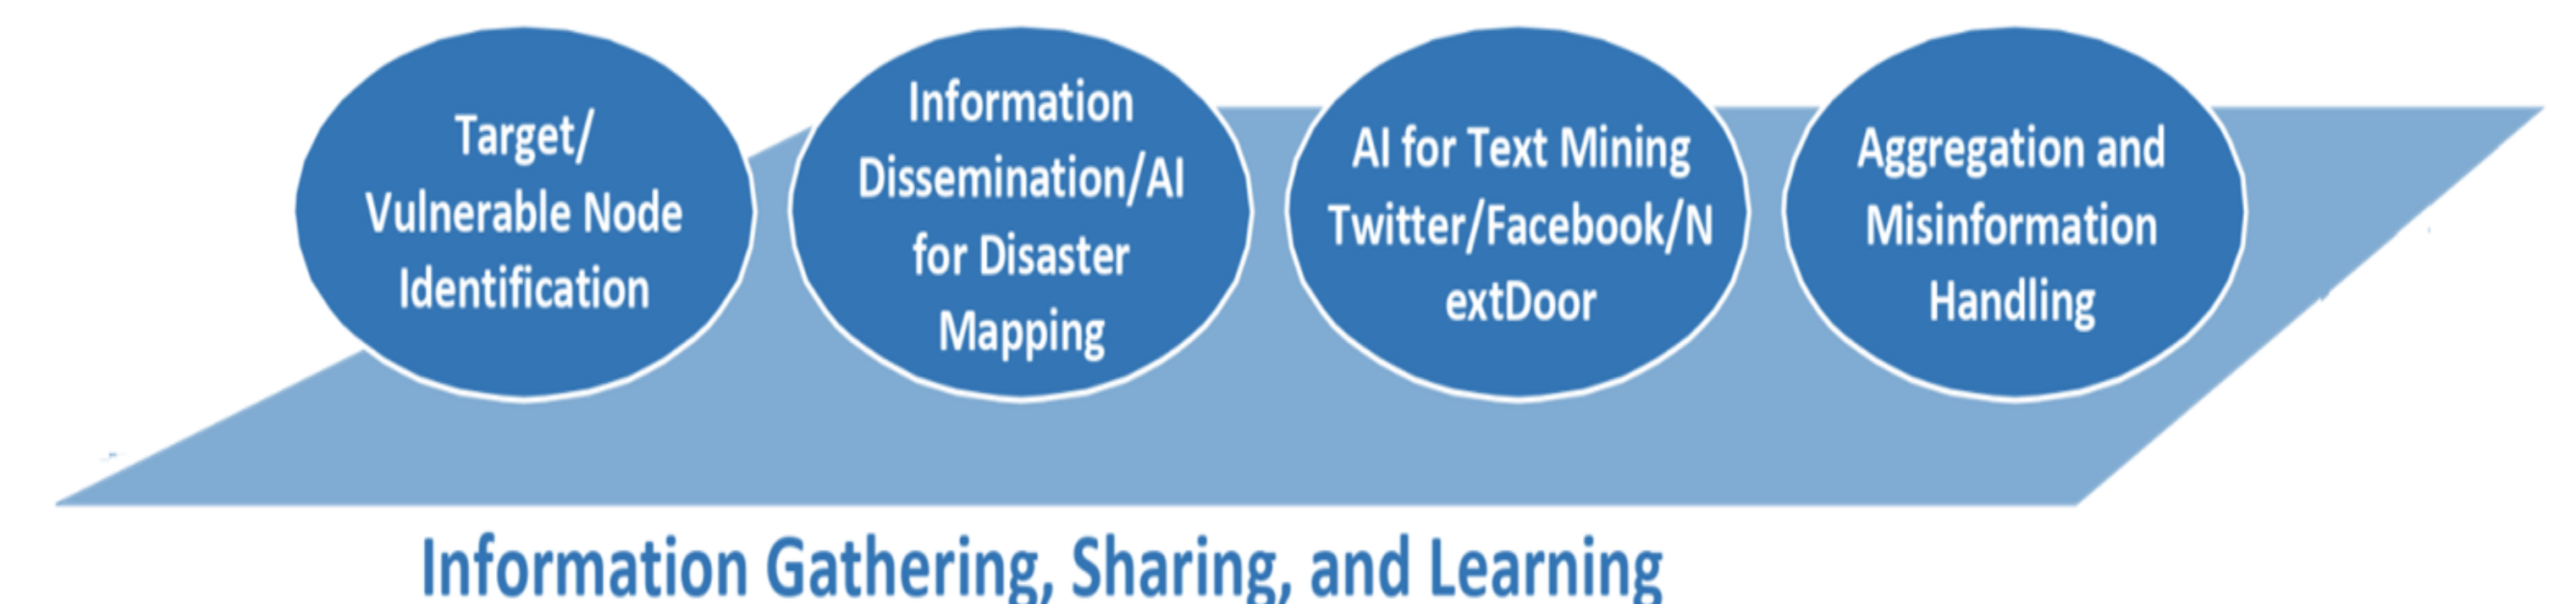 Target/
Vulnerable Node
Identification
Information
Dissemination/AI
for Disaster
Mapping
AI for Text Mining
Twitter/Facebook/N
extDoor
Aggregation and
Misinformation
Handling
Information Gathering, Sharing, and Learning